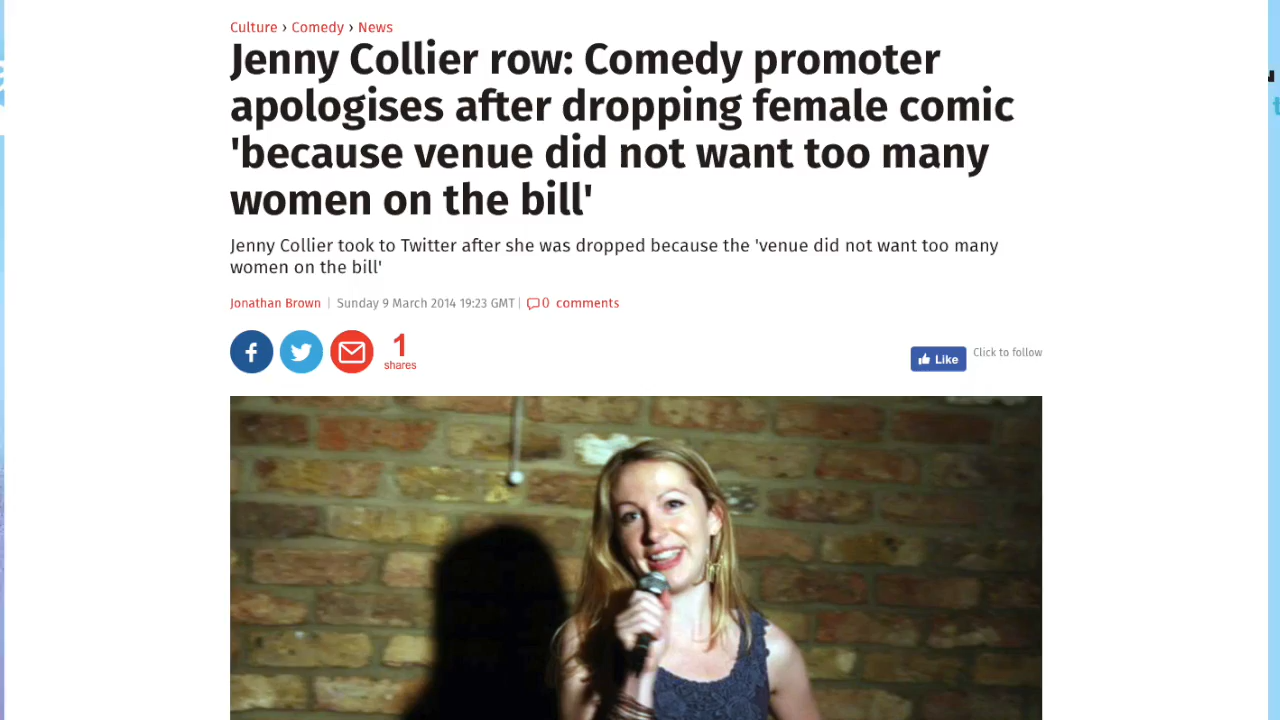 Culture › Comedy › News
Jenny Collier row: Comedy promoter
apologises after dropping female comic
'because venue did not want too many
women on the bill'
Jenny Collier took to Twitter after she was dropped because the 'venue did not want too many
women on the bill'
Jonathan Brown | Sunday 9 March 2014 19:23 GMT | 0 comments
1
shares
Like
Click to follow